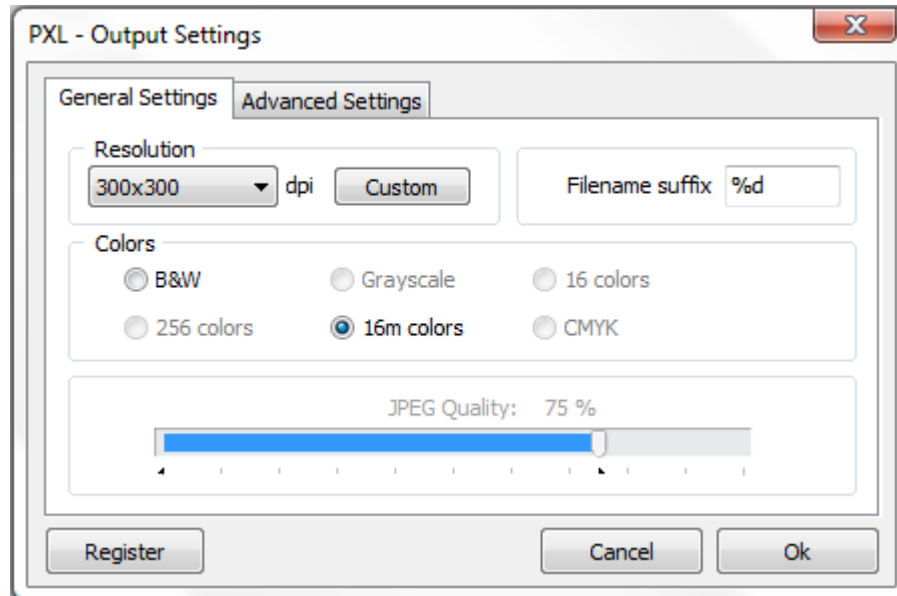 PXL - Output Settings
General Settings Advanced Settings
Resolution
300x300 dpi Custom Filename suffix %d
Colors
B&W Grayscale 16 colors
256 colors 16m colors CMYK
JPEG Quality: 75 %
Register Cancel Ok